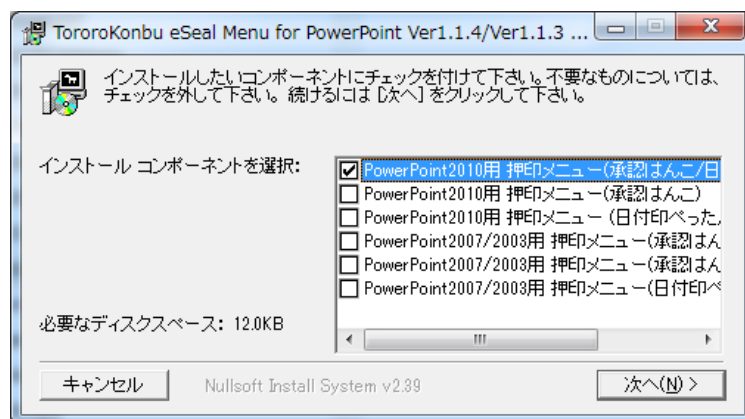 TororoKonbu eSeal Menu for PowerPoint Ver1.1.4/Ver1.1.3 ...
インストールしたいコンポーネントにチェックを付けて下さい。不要なものについては、
チェックを外して下さい。続けるには [次へ] をクリックして下さい。
インストール コンポーネントを選択:
PowerPoint2010用 押印メニュー(承認はんこ/日
PowerPoint2010用 押印メニュー(承認はんこ)
PowerPoint2010用 押印メニュー (日付印ぺった
PowerPoint2007/2003用 押印メニュー(承認はん
PowerPoint2007/2003用 押印メニュー(承認はん
PowerPoint2007/2003用 押印メニュー(日付印ペ
必要なディスクスペース: 12.0KB
キャンセル
Nullsoft Install System v2.39
次へ(N) >